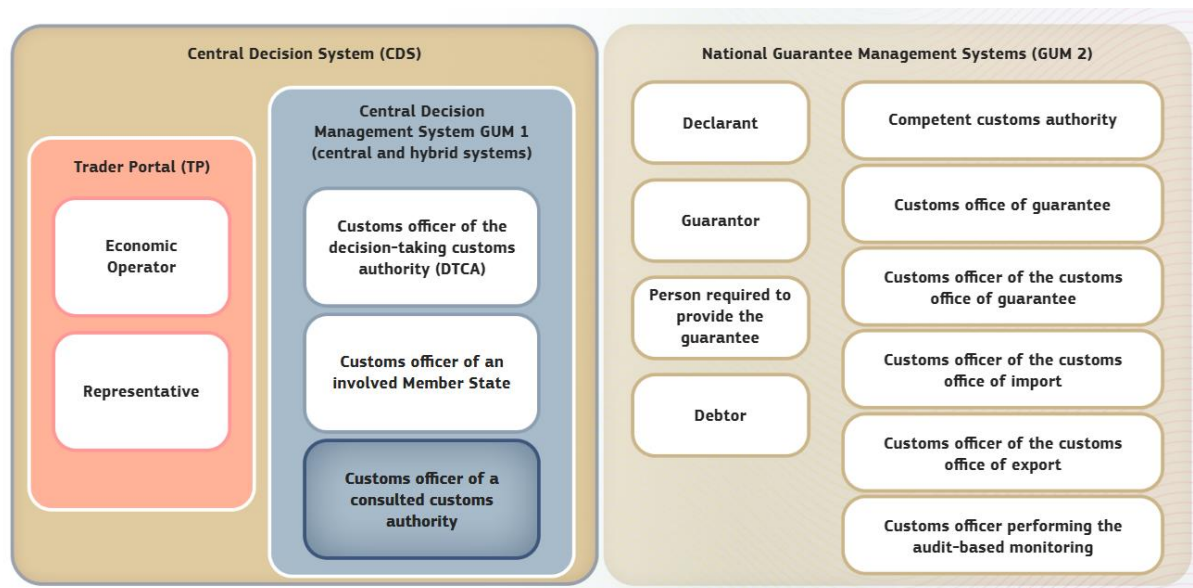 Central Decision System (CDS)
Trader Portal (TP)
Economic
Operator
Representative
Central Decision
Management System GUM 1
(central and hybrid systems)
Customs officer of the
decision-taking customs
authority (DTCA)
Customs officer of an
involved Member State
Customs officer of a
consulted customs
authority
National Guarantee Management Systems (GUM 2)
Declarant
Guarantor
Person required to
provide the
guarantee
Debtor
Competent customs authority
Customs office of guarantee
Customs officer of the customs
office of guarantee
Customs officer of the customs
office of import
Customs officer of the customs
office of export
Customs officer performing the
audit-based monitoring